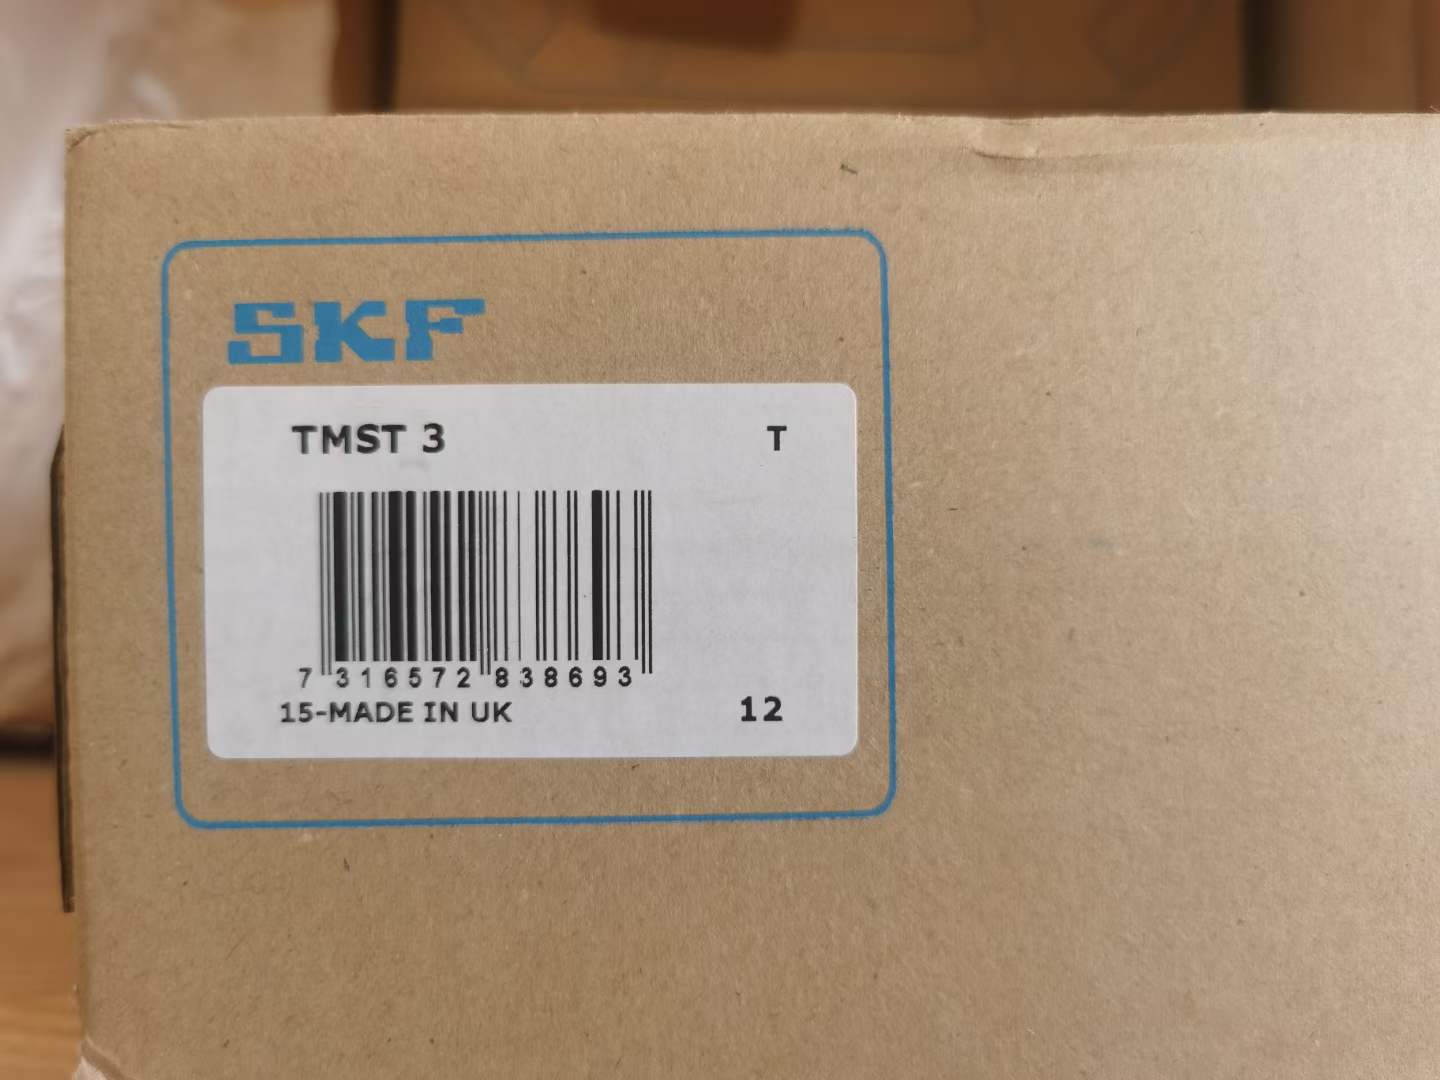 SKF
TMST 3 T
7 316572 838693
15-MADE IN UK 12